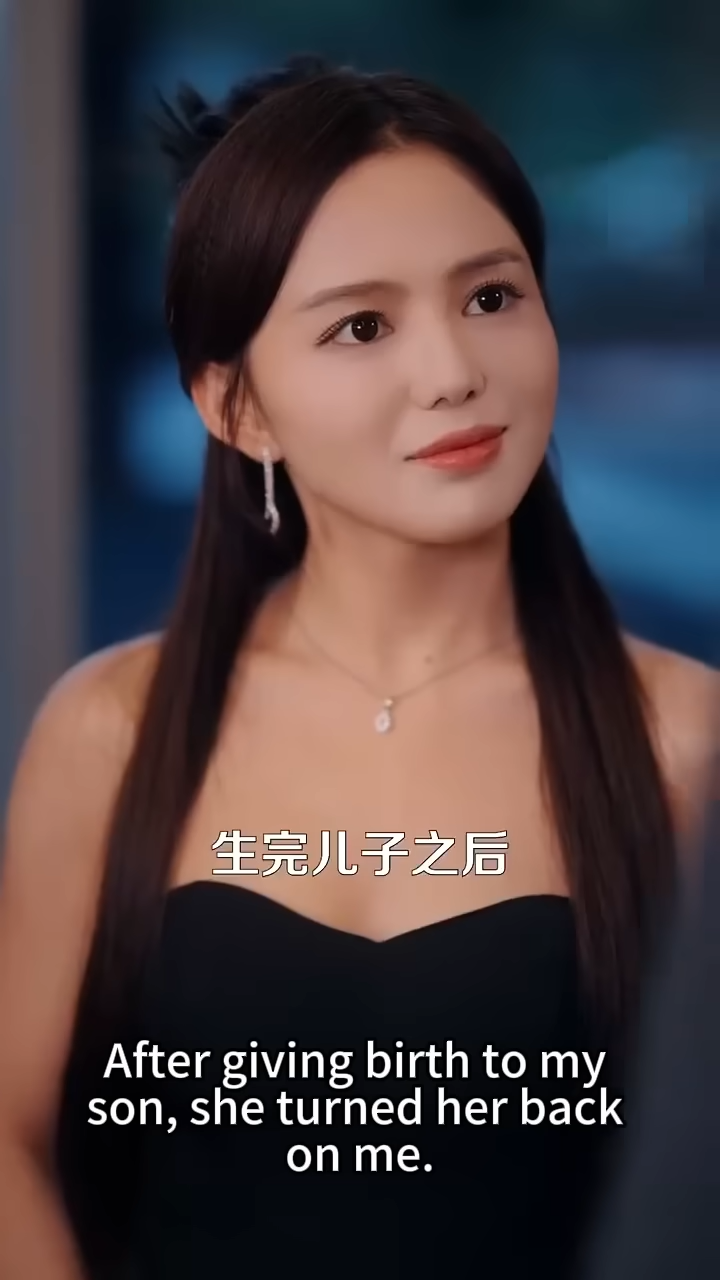 生完儿子之后
After giving birth to my
son, she turned her back
on me.